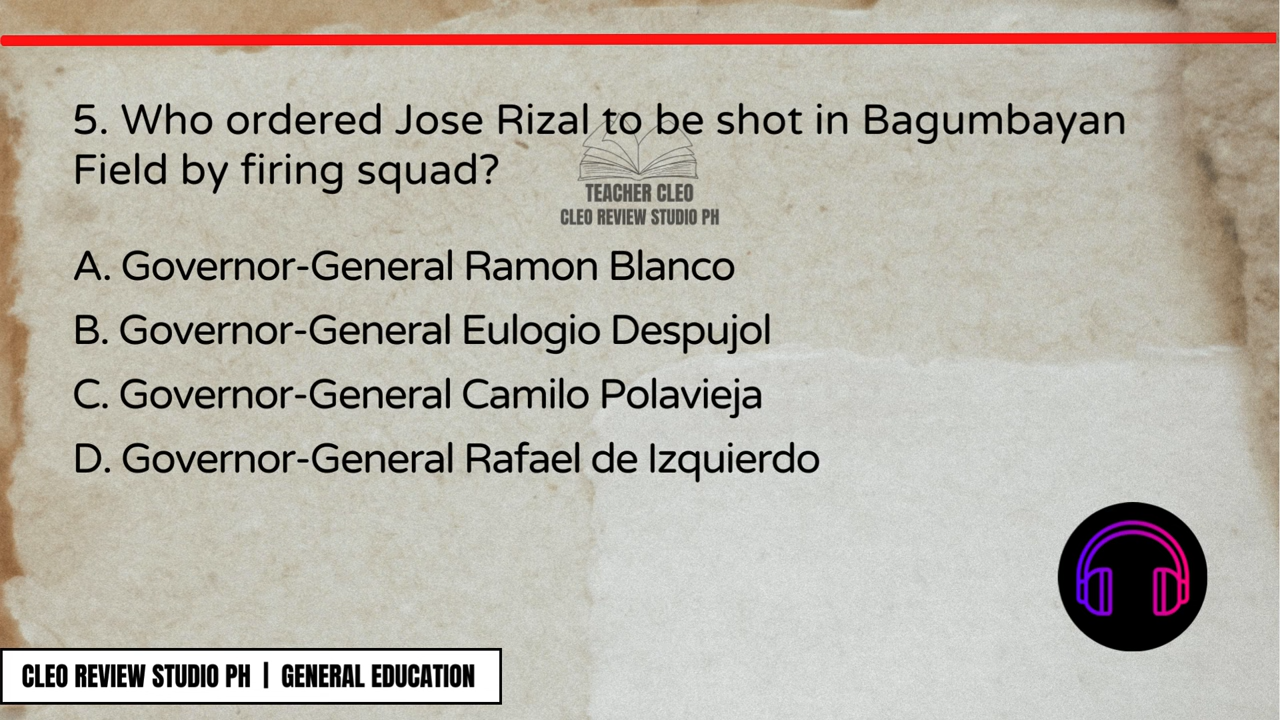 5. Who ordered Jose Rizal to be shot in Bagumbayan
Field by firing squad?
TEACHER CLEO
CLEO REVIEW STUDIO PH
A. Governor-General Ramon Blanco
B. Governor-General Eulogio Despujol
C. Governor-General Camilo Polavieja
D. Governor-General Rafael de Izquierdo
CLEO REVIEW STUDIO PH | GENERAL EDUCATION